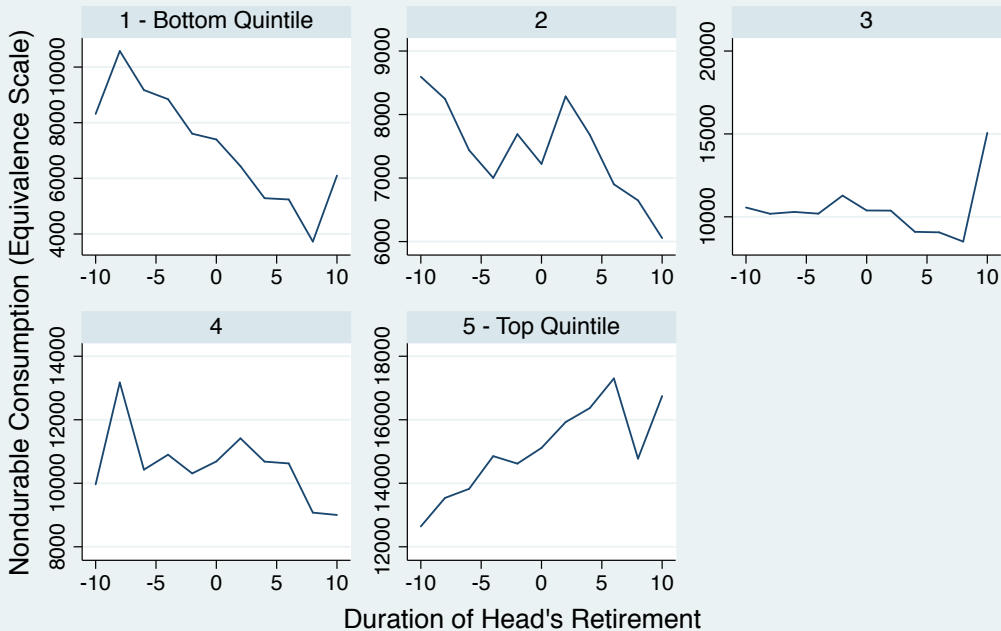 Nondurable Consumption (Equivalence Scale)
1 - Bottom Quintile
10000
8000
6000
4000
-10 -5 0 5 10
2
9000
8000
7000
6000
-10 -5 0 5 10
3
20000
15000
10000
-10 -5 0 5 10
4
14000
12000
10000
8000
-10 -5 0 5 10
5 - Top Quintile
18000
16000
14000
12000
-10 -5 0 5 10
Duration of Head's Retirement